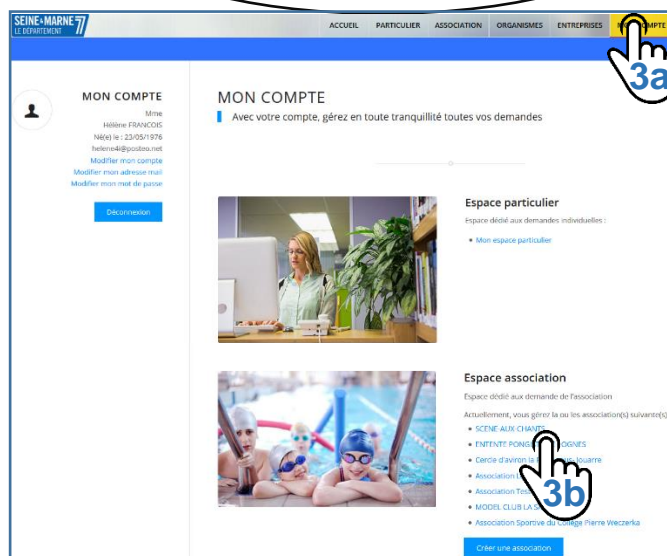 SEINE&MARNE 77
LE DÉPARTEMENT
ACCUEIL PARTICULIER ASSOCIATION ORGANISMES ENTREPRISES COMPTE
3a
MON COMPTE
Mme
Hélène FRANCOIS
Né(e) le : 23/05/1976
helene4i@posteo.net
Modifier mon compte
Modifier mon adresse mail
Modifier mon mot de passe
Déconnexion
MON COMPTE
Avec votre compte, gérez en toute tranquillité toutes vos demandes
Espace particulier
Espace dédié aux demandes individuelles :
Mon espace particulier
Espace association
Espace dédié aux demande de l'association
Actuellement, vous gérez la ou les association(s) suivante(s)
SCENE AUX CHANTS
ENTENTE
Cercle d'aviron la Jouarre
Association
Association
MODEL CLUB LA
Association Sportive du Collège Pierre Weczerka
3b
Créer une association